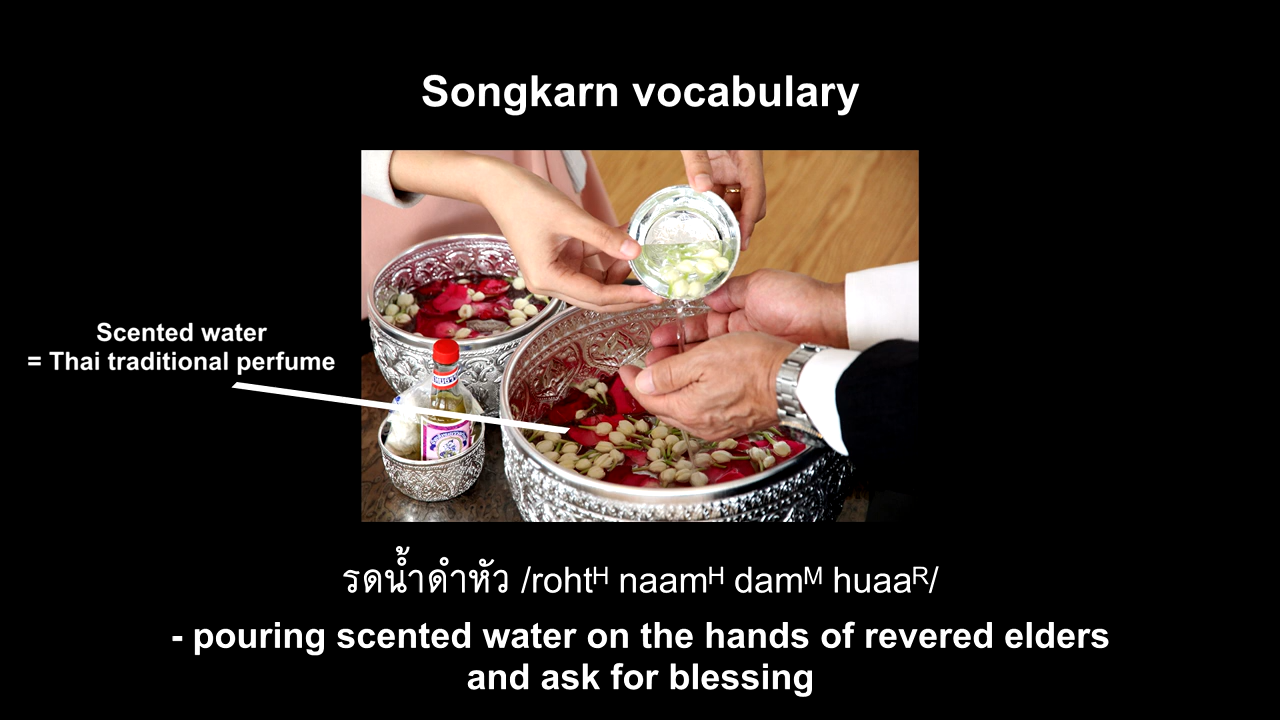 Songkarn vocabulary
Scented water
= Thai traditional perfume
รดน้ำดำหัว /rohtᴴ naamᴴ damᴹ huaaᴿ/
- pouring scented water on the hands of revered elders
and ask for blessing